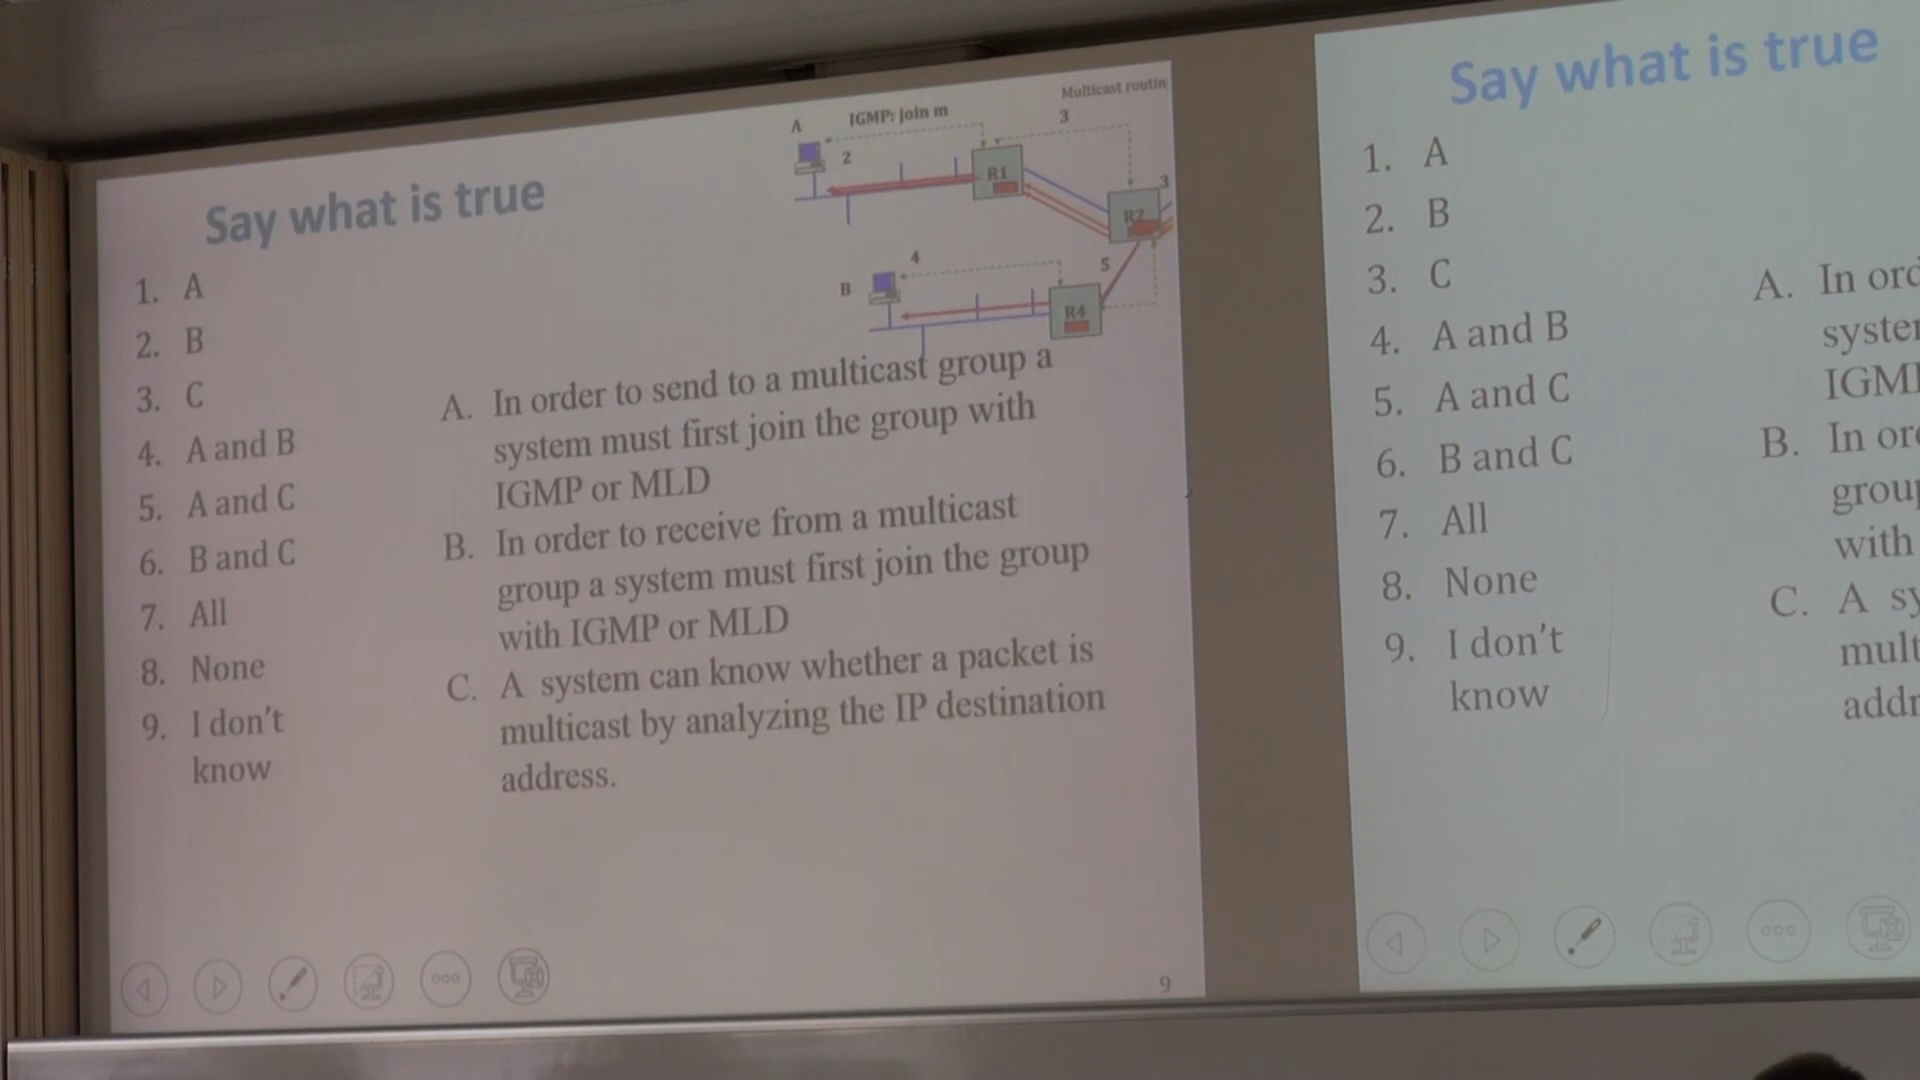 Say what is true
1. A
2. B
3. C
4. A and B
5. A and C
6. B and C
7. All
8. None
9. I don't
know
A
IGMP: join m
Multicast routin
2
3
R1
R2
3
4
B
5
R4
A. In order to send to a multicast group a
system must first join the group with
IGMP or MLD
B. In order to receive from a multicast
group a system must first join the group
with IGMP or MLD
C. A system can know whether a packet is
multicast by analyzing the IP destination
address.
9
Say what is true
1. A
2. B
3. C
4. A and B
5. A and C
6. B and C
7. All
8. None
9. I don't
know
A. In ord
syste
IGM
B. In or
grou
with
C. A sy
mult
addr